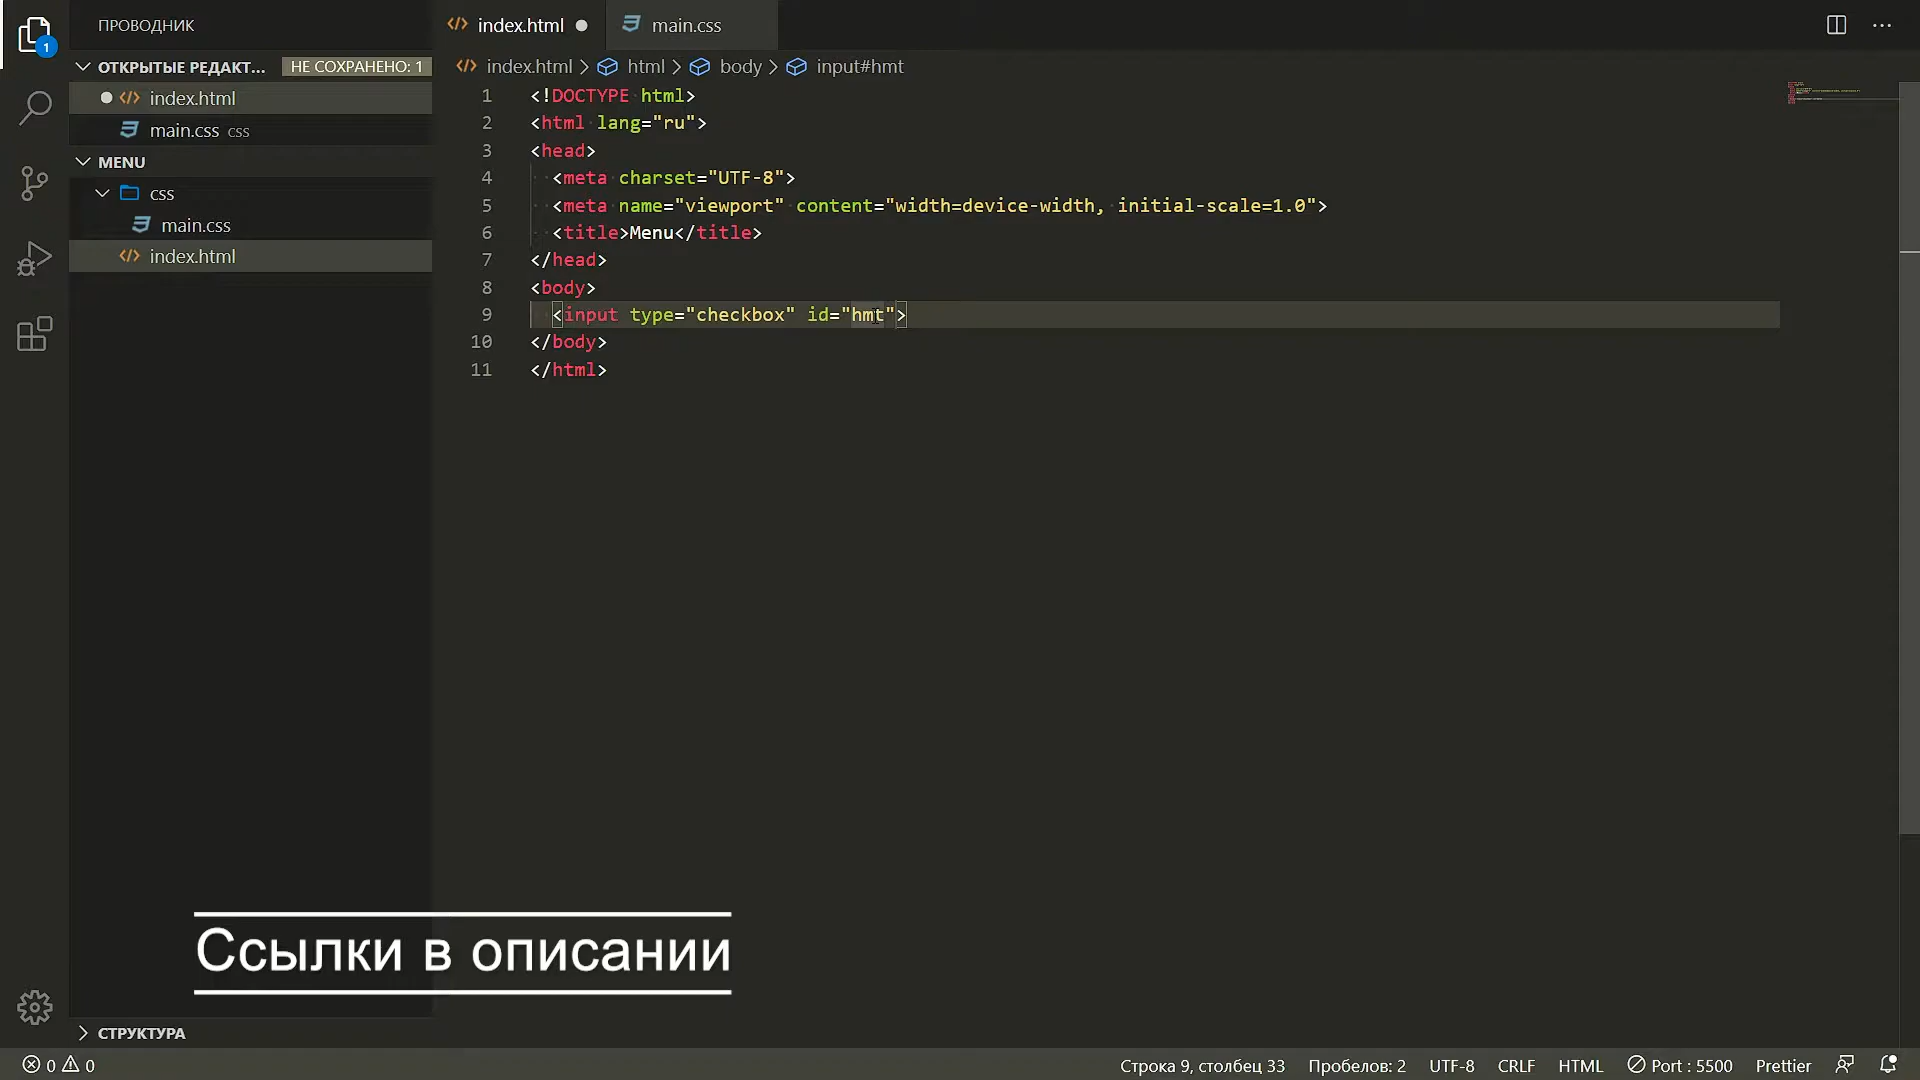 1
ПРОВОДНИК
ОТКРЫТЫЕ РЕДАКТ... НЕ СОХРАНЕНО: 1
index.html
main.css css
MENU
css
main.css
index.html
СТРУКТУРА
index.html
main.css
index.html > html > body > input#hmt
1 <!DOCTYPE html>
2 <html lang="ru">
3 <head>
4 <meta charset="UTF-8">
5 <meta name="viewport" content="width=device-width, initial-scale=1.0">
6 <title>Menu</title>
7 </head>
8 <body>
9 <input type="checkbox" id="hmt">
10 </body>
11 </html>
Ссылки в описании
0 0 Строка 9, столбец 33 Пробелов: 2 UTF-8 CRLF HTML Port : 5500 Prettier